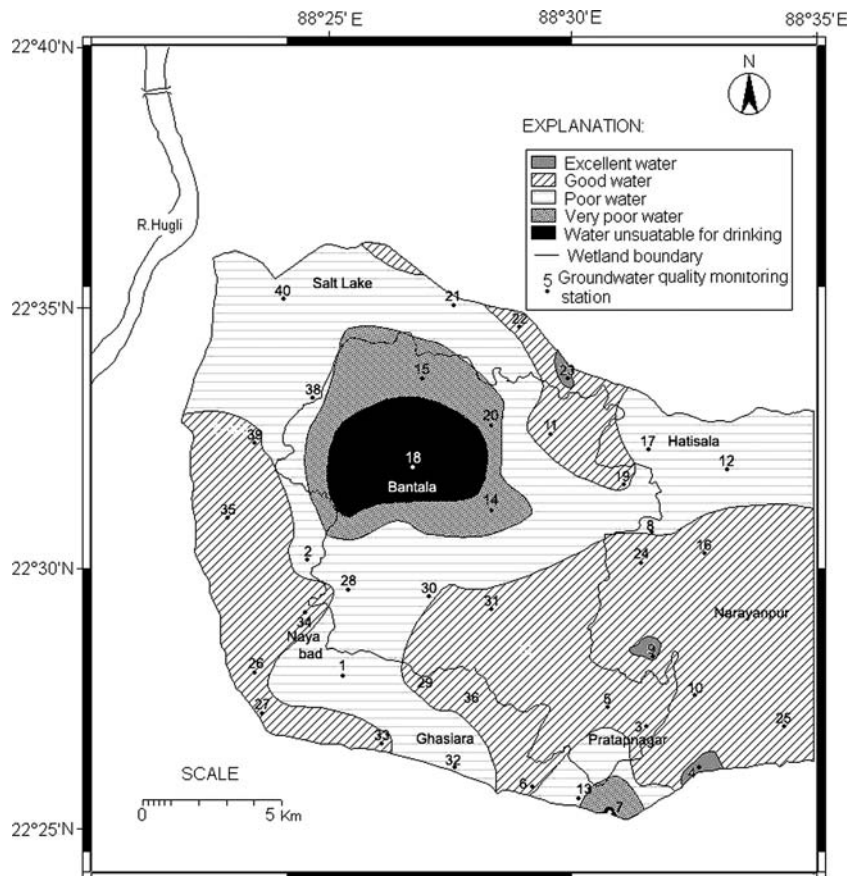 88°25'E 88°30'E 88°35'E
22°40'N
N
EXPLANATION:
Excellent water
Good water
Poor water
Very poor water
Water unsuatable for drinking
Wetland boundary
5 Groundwater quality monitoring
station
R.Hugli
22°35'N
Salt Lake
40
21
22
23
15
38
20
11
39
17
Hatisala
12
18
19
Bantala
14
35
8
16
24
2
22°30'N
28
30
31
34
Narayanpur
Naya
bad
9
26
1
29
36
10
5
27
3
25
33
Ghasiara
Pratapnagar
32
4
6
13
7
SCALE
0 5 Km
22°25'N